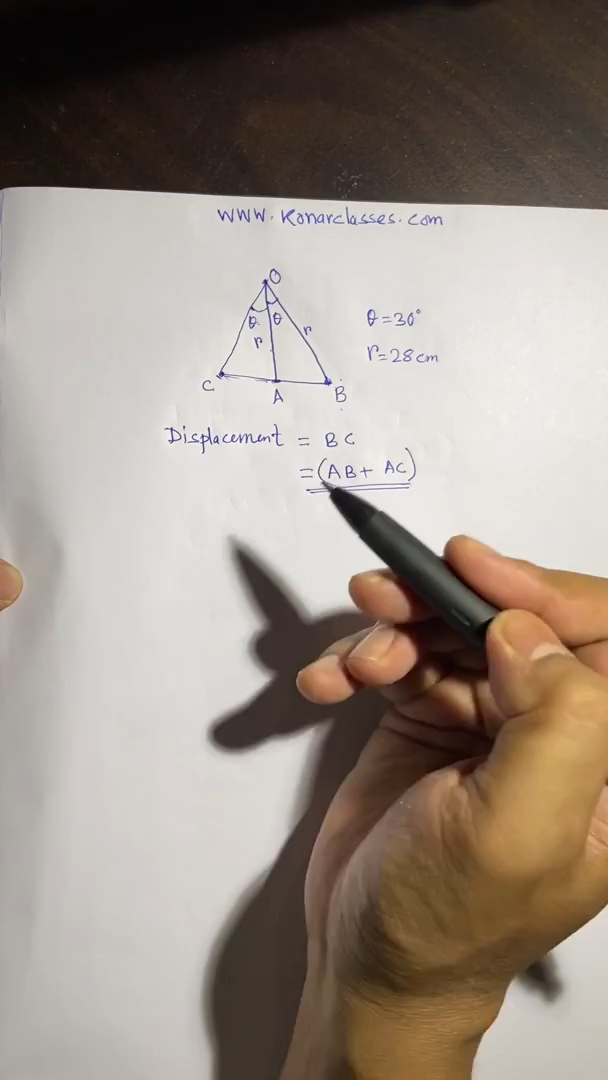 www.Konarclasses.com
O
θ θ
r r
C A B
θ=30°
r=28cm
Displacement = BC
=(AB+ AC)